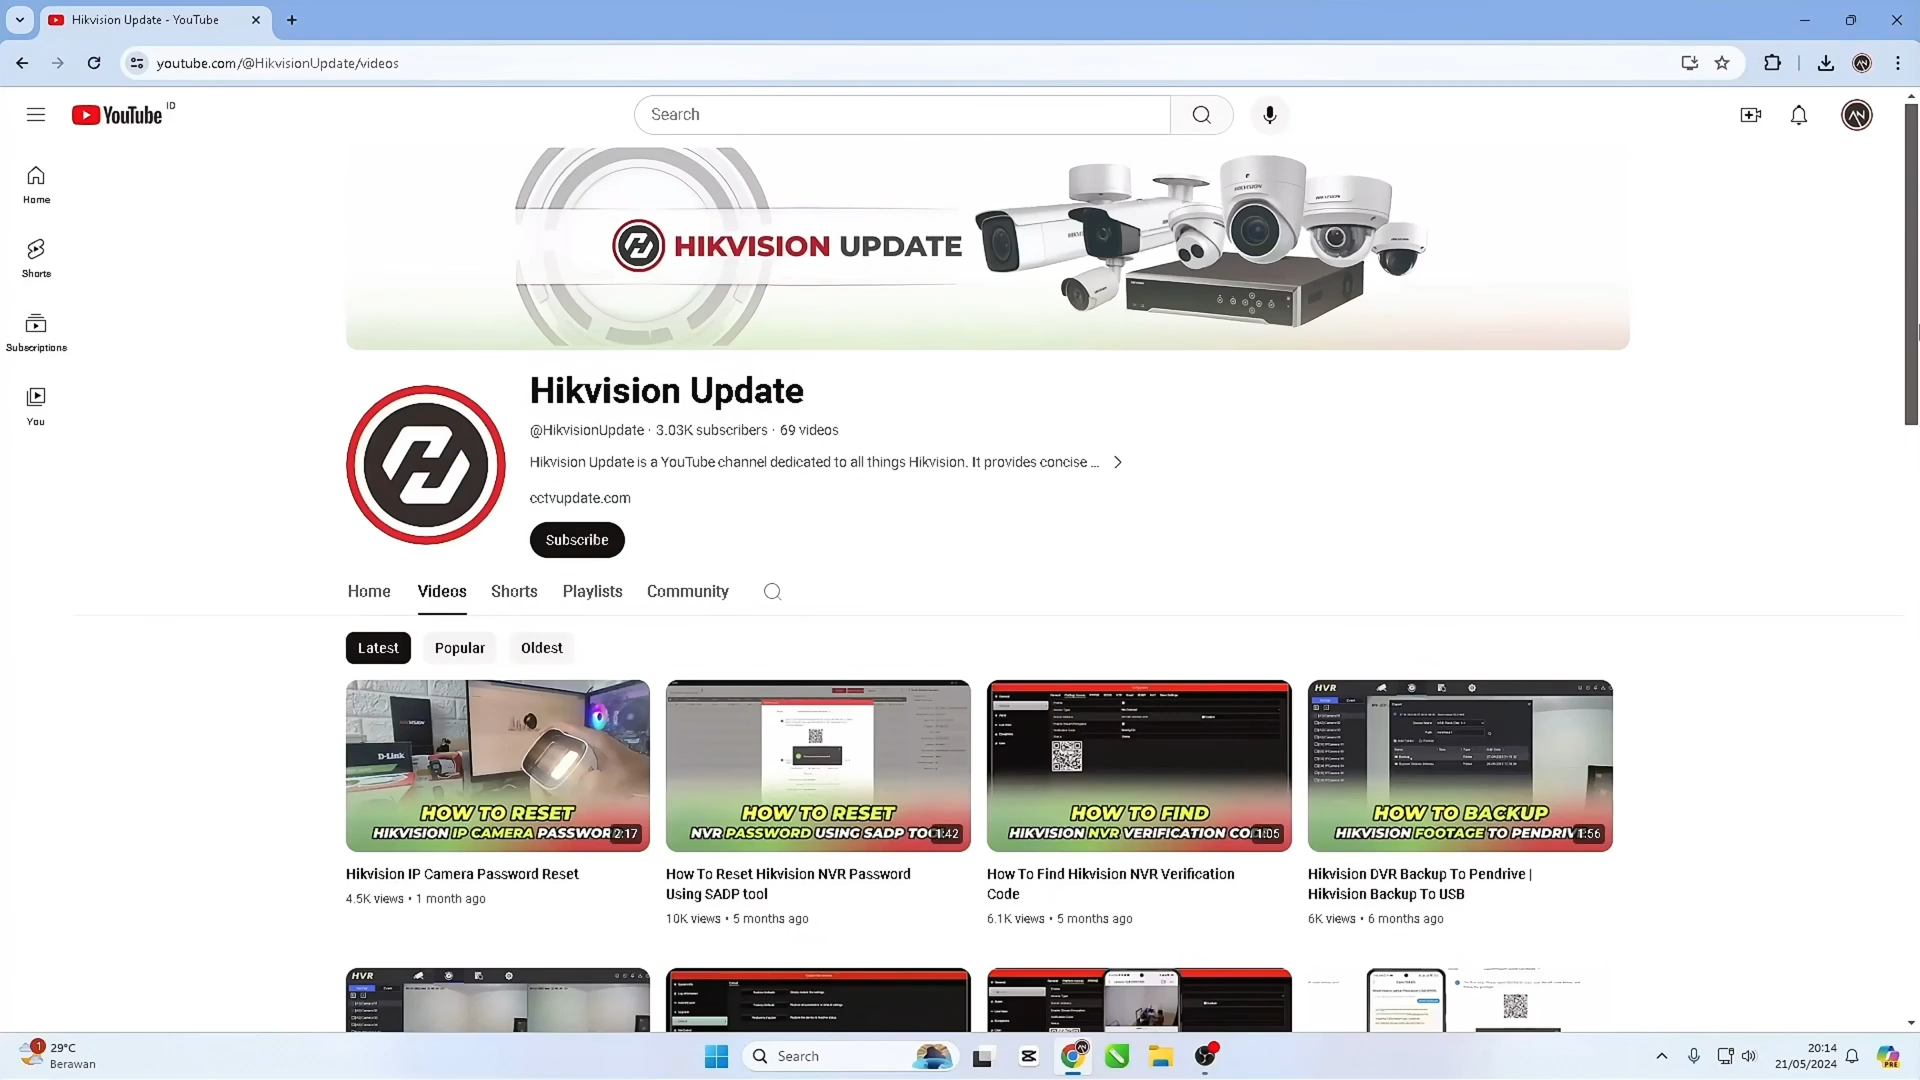 Hikvision Update - YouTube
youtube.com/@HikvisionUpdate/videos
YouTube ID
Search
Home
Shorts
Subscriptions
You
HIKVISION UPDATE
Hikvision Update
@HikvisionUpdate · 3.03K subscribers · 69 videos
Hikvision Update is a YouTube channel dedicated to all things Hikvision. It provides concise ...
cctvupdate.com
Subscribe
Home Videos Shorts Playlists Community
Latest Popular Oldest
D-Link
HOW TO RESET
HIKVISION IP CAMERA PASSWOR
2:17
HOW TO RESET
NVR PASSWORD USING SADP TOO
1:42
HOW TO FIND
HIKVISION NVR VERIFICATION CO
1:05
HVR
HOW TO BACKUP
HIKVISION FOOTAGE TO PENDRIV
1:56
Hikvision IP Camera Password Reset
4.5K views • 1 month ago
How To Reset Hikvision NVR Password
Using SADP tool
10K views • 5 months ago
How To Find Hikvision NVR Verification
Code
6.1K views • 5 months ago
Hikvision DVR Backup To Pendrive |
Hikvision Backup To USB
6K views • 6 months ago
HVR
1
29°C
Berawan
Search
20:14
21/05/2024
PRE